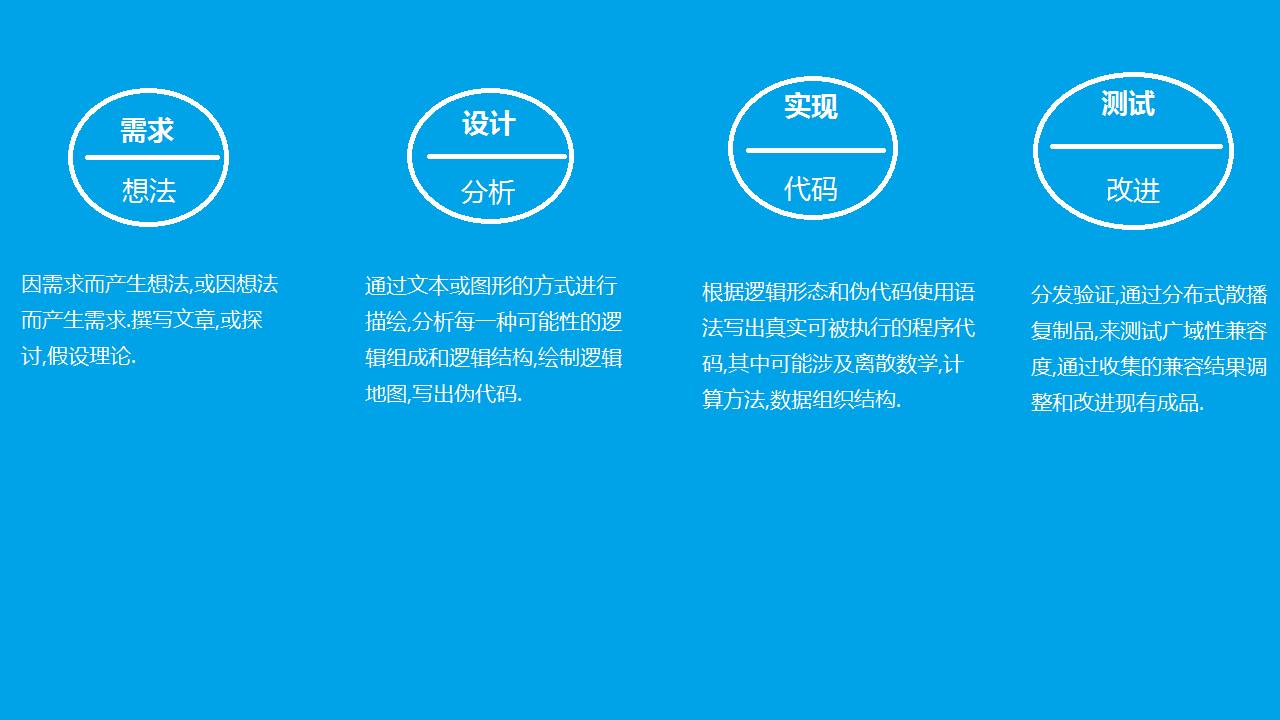 需求
想法
因需求而产生想法,或因想法
而产生需求.撰写文章,或探
讨,假设理论.
设计
分析
通过文本或图形的方式进行
描绘,分析每一种可能性的逻
辑组成和逻辑结构,绘制逻辑
地图,写出伪代码.
实现
代码
根据逻辑形态和伪代码使用语
法写出真实可被执行的程序代
码,其中可能涉及离散数学,计
算方法,数据组织结构.
测试
改进
分发验证,通过分布式散播
复制品,来测试广域性兼容
度,通过收集的兼容结果调
整和改进现有成品.